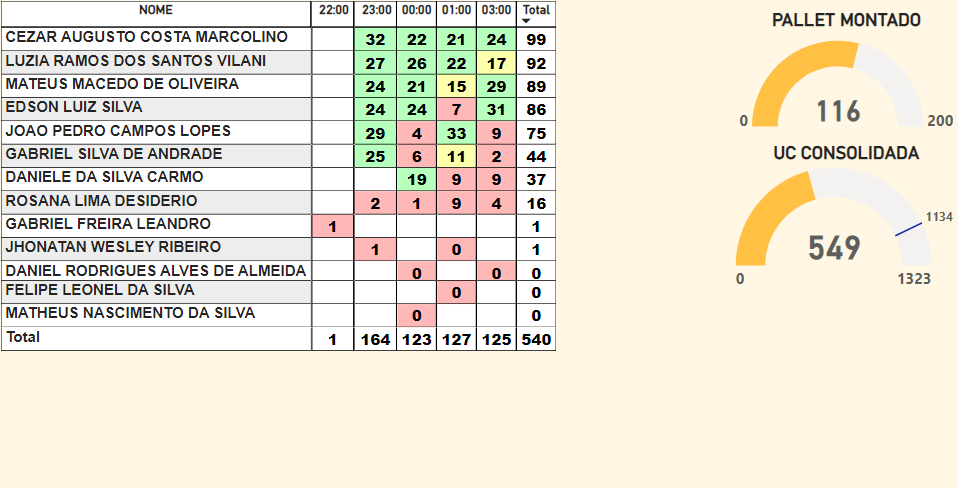 NOME 22:00 23:00 00:00 01:00 03:00 Total
CEZAR AUGUSTO COSTA MARCOLINO 32 22 21 24 99
LUZIA RAMOS DOS SANTOS VILANI 27 26 22 17 92
MATEUS MACEDO DE OLIVEIRA 24 21 15 29 89
EDSON LUIZ SILVA 24 24 7 31 86
JOAO PEDRO CAMPOS LOPES 29 4 33 9 75
GABRIEL SILVA DE ANDRADE 25 6 11 2 44
DANIELE DA SILVA CARMO 19 9 9 37
ROSANA LIMA DESIDERIO 2 1 9 4 16
GABRIEL FREIRA LEANDRO 1 1
JHONATAN WESLEY RIBEIRO 1 0 1
DANIEL RODRIGUES ALVES DE ALMEIDA 0 0 0
FELIPE LEONEL DA SILVA 0 0
MATHEUS NASCIMENTO DA SILVA 0 0
Total 1 164 123 127 125 540
PALLET MONTADO
116
0 200
UC CONSOLIDADA
1134
549
0 1323